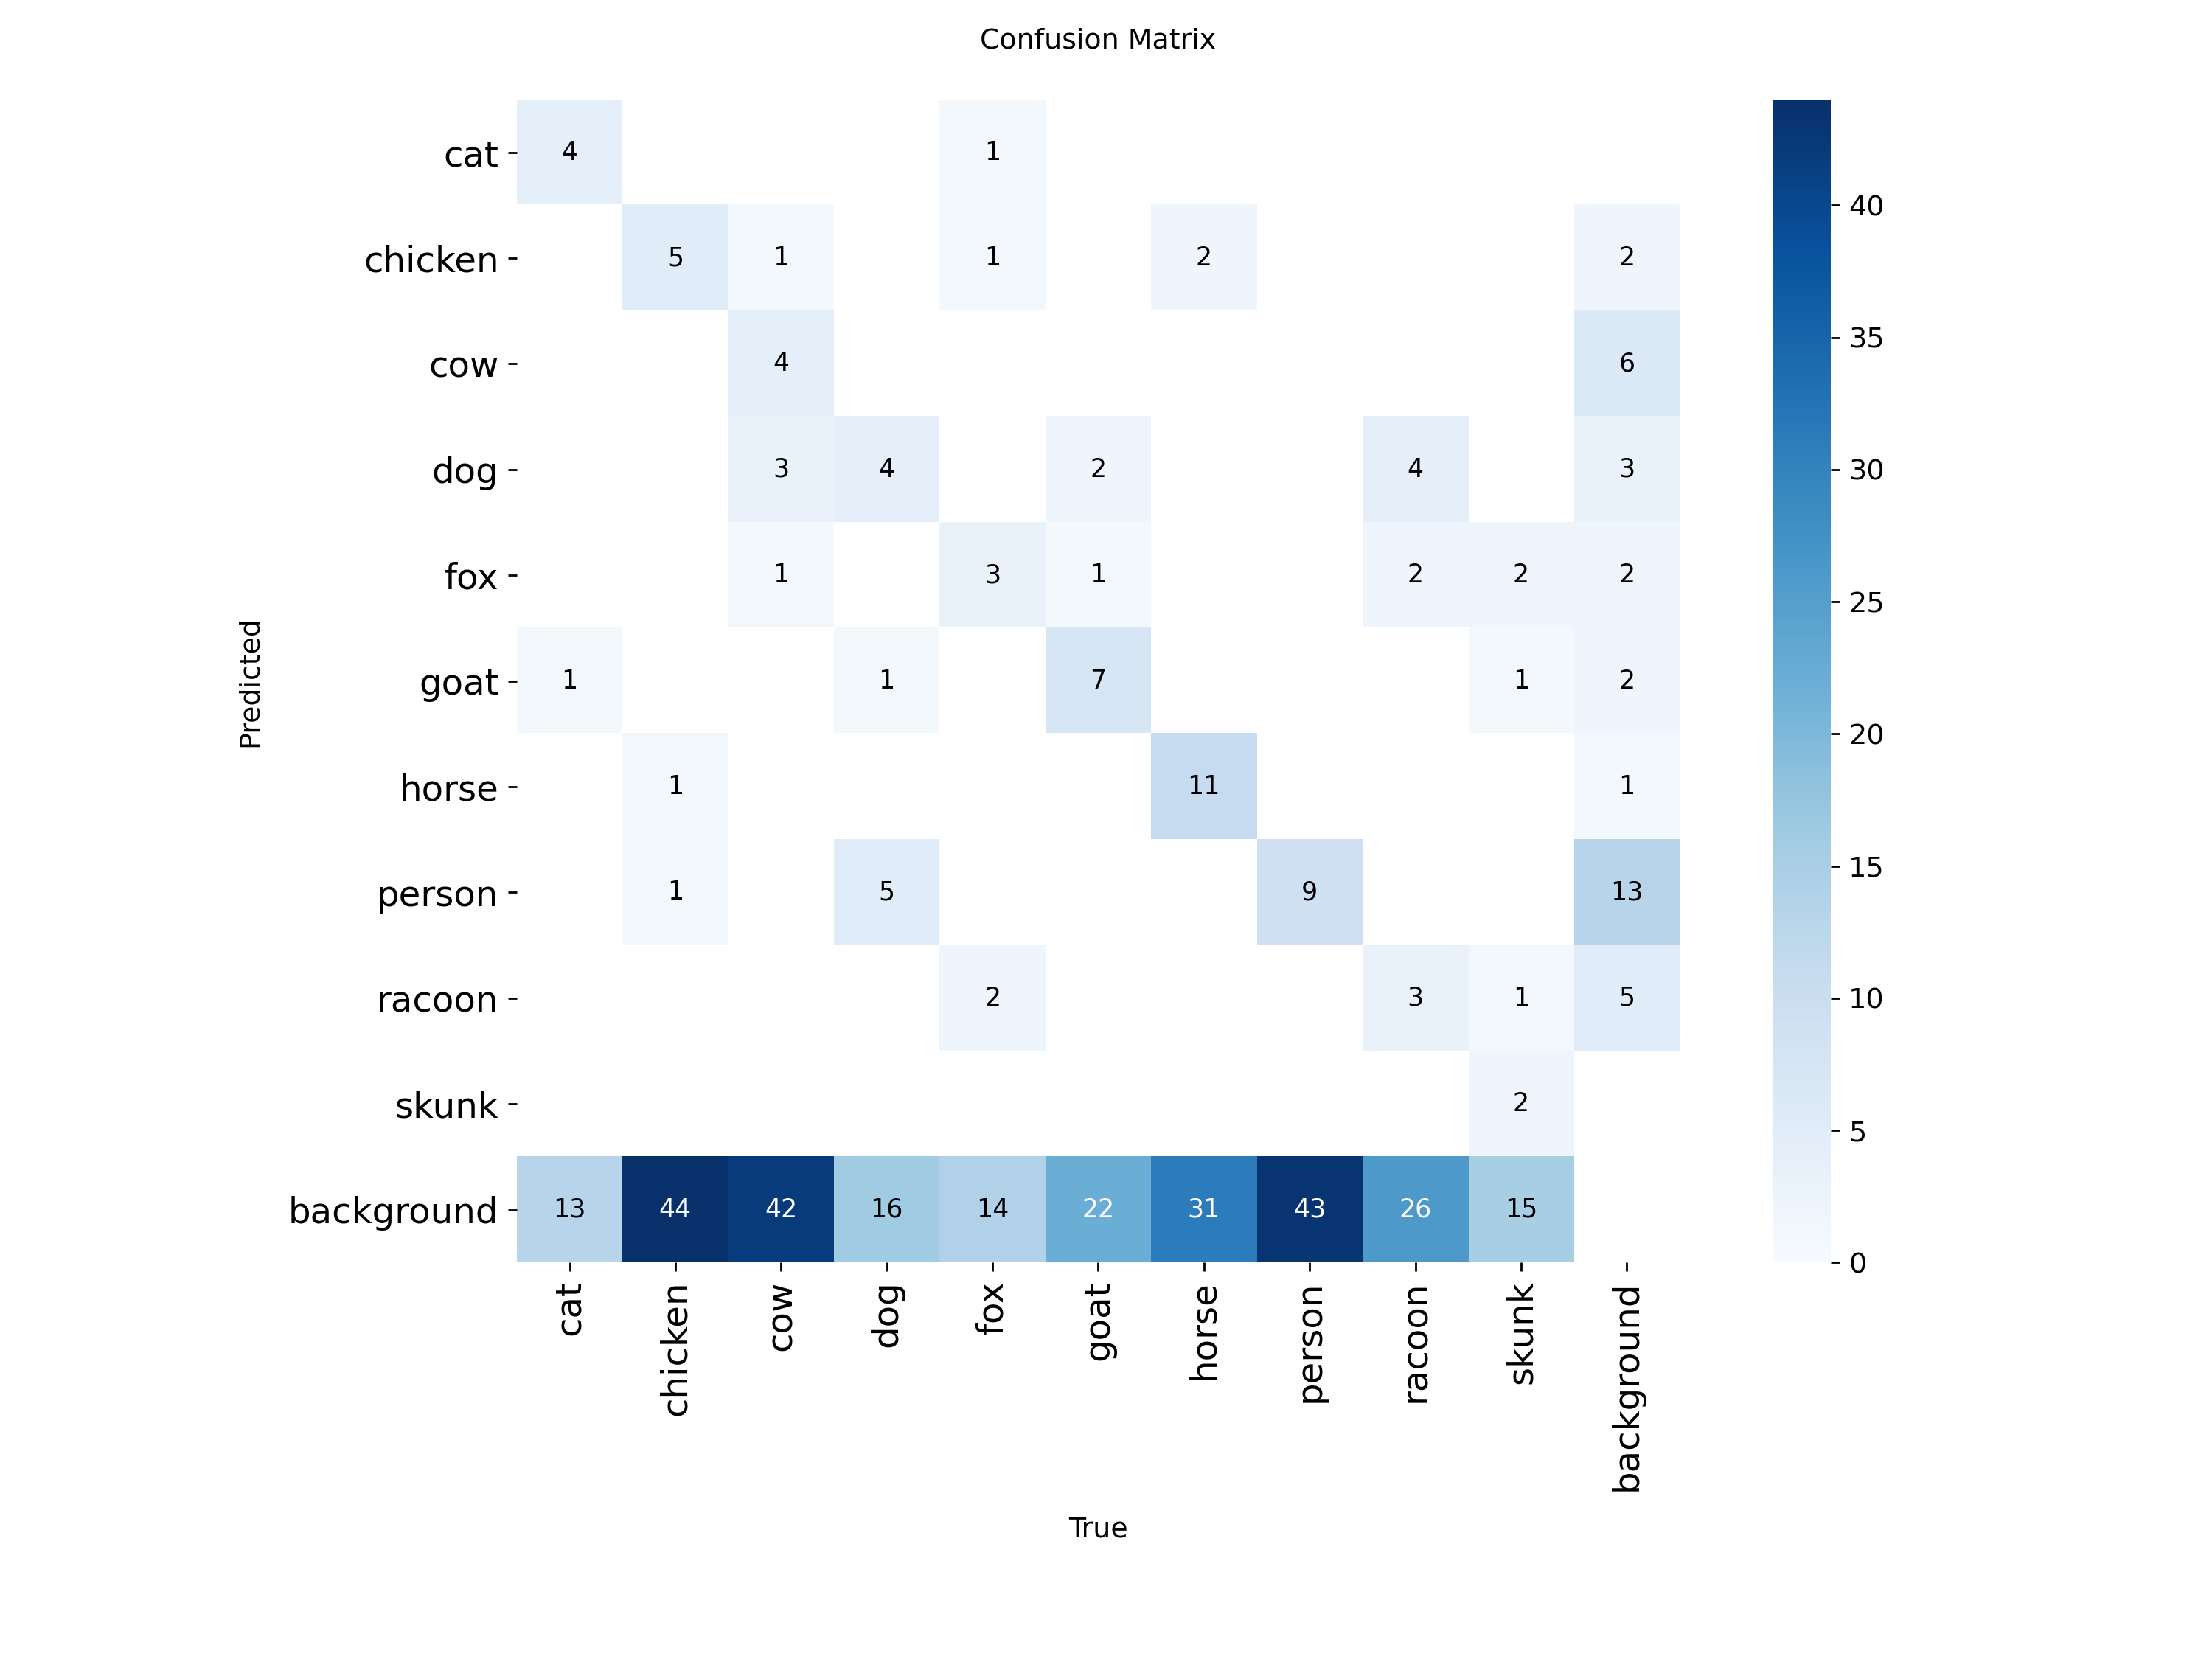 Confusion Matrix
cat 4 1
chicken 5 1 1 2 2
cow 4 6
dog 3 4 2 4 3
fox 1 3 1 2 2 2
goat 1 1 7 1 2
horse 1 11 1
person 1 5 9 13
racoon 2 3 1 5
skunk 2
background 13 44 42 16 14 22 31 43 26 15
cat chicken cow dog fox goat horse person racoon skunk background
Predicted
True
40
35
30
25
20
15
10
5
0